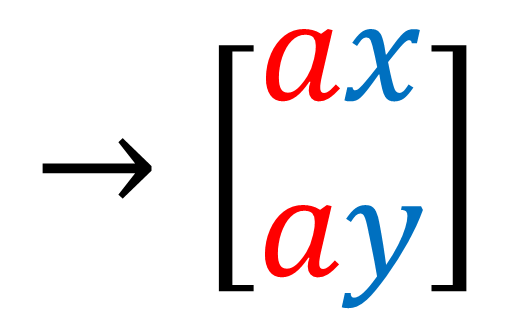 → [ax
ay]